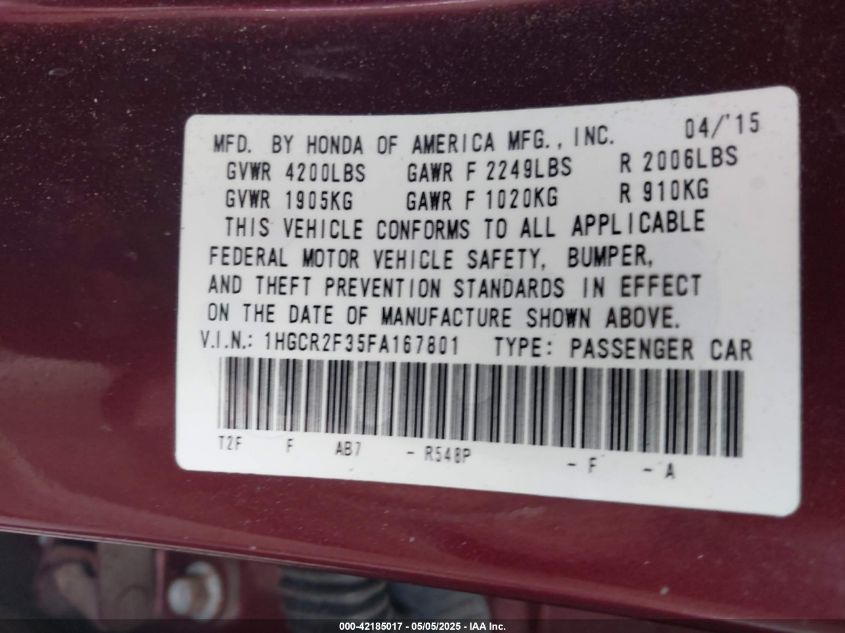 MFD. BY HONDA OF AMERICA MFG., INC. 04/'15
GVWR 4200LBS GAWR F 2249LBS R 2006LBS
GVWR 1905KG GAWR F 1020KG R 910KG
THIS VEHICLE CONFORMS TO ALL APPLICABLE
FEDERAL MOTOR VEHICLE SAFETY, BUMPER,
AND THEFT PREVENTION STANDARDS IN EFFECT
ON THE DATE OF MANUFACTURE SHOWN ABOVE.
V.I.N.: 1HGCR2F35FA167801 TYPE: PASSENGER CAR
T2F F AB7 - R548P - F - A
000-42185017 - 05/05/2025 - IAA Inc.